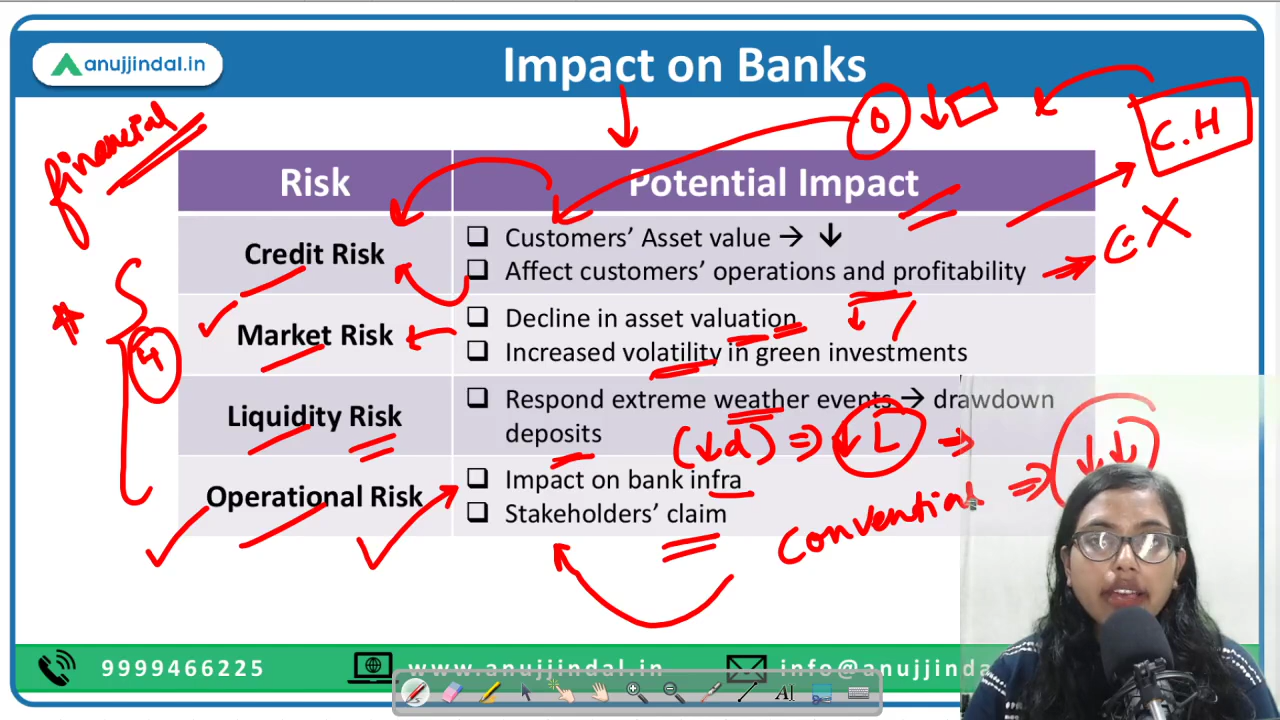 anujjindal.in
Impact on Banks
financial
C.H
Risk
Potential Impact
Credit Risk
Customers' Asset value → ↓
Affect customers' operations and profitability
Market Risk
Decline in asset valuation
Increased volatility in green investments
4
Liquidity Risk
Respond extreme weather events → drawdown
deposits
(↓d) ⇒ ↓ L →
Operational Risk
Impact on bank infra
Stakeholders' claim
⇒ ↓↓
9999466225
www.anujjindal.in
info@anujjinda